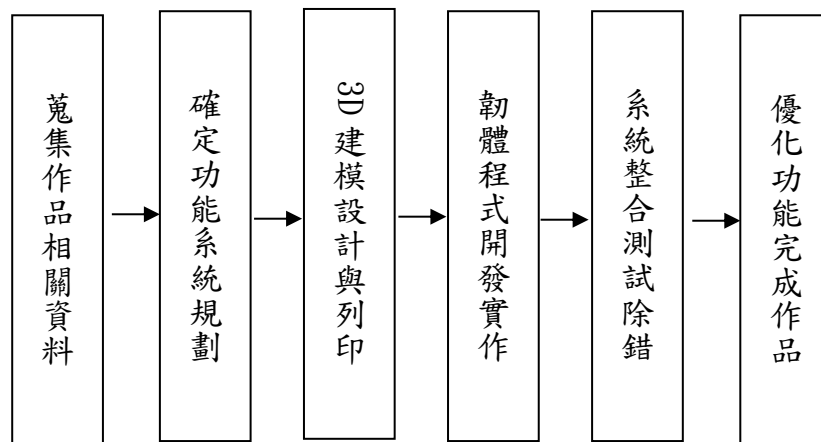 蒐集作品相關資料
確定功能系統規劃
3D建模設計與列印
韌體程式開發實作
系統整合測試除錯
優化功能完成作品